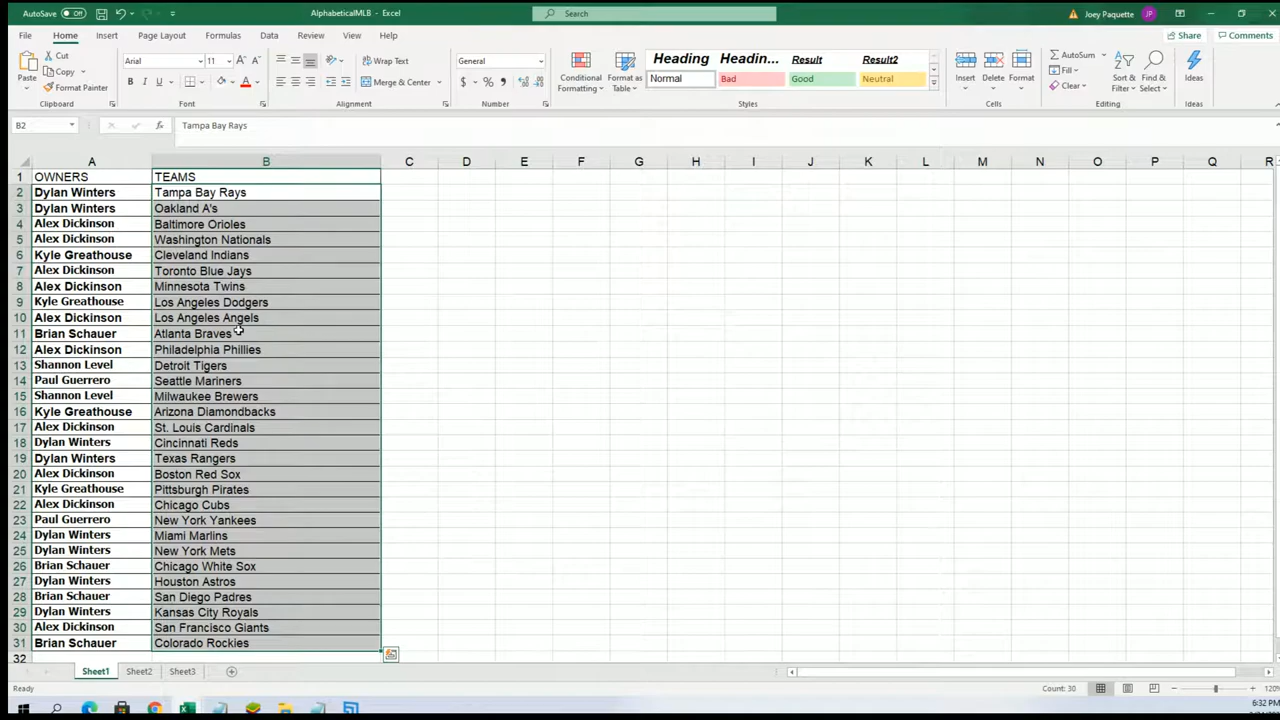 AutoSave Off AlphabeticalMLB - Excel Search Joey Paquette JP
File Home Insert Page Layout Formulas Data Review View Help Share Comments
Cut Copy Format Painter Paste Clipboard
Arial 11 B I U Font
Wrap Text Merge & Center Alignment
General $ % Number
Conditional Formatting Format as Table
Heading Headin... Result Result2
Normal Bad Good Neutral
Styles
Insert Delete Format Cells
AutoSum Fill Clear Sort & Filter Find & Select Editing
Ideas Ideas
B2 fx Tampa Bay Rays
A B C D E F G H I J K L M N O P Q R
1 OWNERS TEAMS
2 Dylan Winters Tampa Bay Rays
3 Dylan Winters Oakland A's
4 Alex Dickinson Baltimore Orioles
5 Alex Dickinson Washington Nationals
6 Kyle Greathouse Cleveland Indians
7 Alex Dickinson Toronto Blue Jays
8 Alex Dickinson Minnesota Twins
9 Kyle Greathouse Los Angeles Dodgers
10 Alex Dickinson Los Angeles Angels
11 Brian Schauer Atlanta Braves
12 Alex Dickinson Philadelphia Phillies
13 Shannon Level Detroit Tigers
14 Paul Guerrero Seattle Mariners
15 Shannon Level Milwaukee Brewers
16 Kyle Greathouse Arizona Diamondbacks
17 Alex Dickinson St. Louis Cardinals
18 Dylan Winters Cincinnati Reds
19 Dylan Winters Texas Rangers
20 Alex Dickinson Boston Red Sox
21 Kyle Greathouse Pittsburgh Pirates
22 Alex Dickinson Chicago Cubs
23 Paul Guerrero New York Yankees
24 Dylan Winters Miami Marlins
25 Dylan Winters New York Mets
26 Brian Schauer Chicago White Sox
27 Dylan Winters Houston Astros
28 Brian Schauer San Diego Padres
29 Dylan Winters Kansas City Royals
30 Alex Dickinson San Francisco Giants
31 Brian Schauer Colorado Rockies
32
Sheet1 Sheet2 Sheet3
Ready Count: 30 120%
6:32 PM